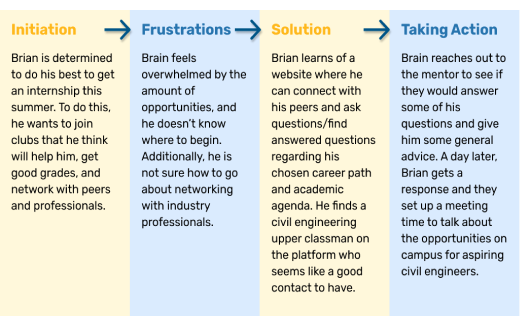 Initiation
Brian is determined
to do his best to get
an internship this
summer. To do this,
he wants to join
clubs that he think
will help him, get
good grades, and
network with peers
and professionals.
Frustrations
Brain feels
overwhelmed by the
amount of
opportunities, and
he doesn't know
where to begin.
Additionally, he is
not sure how to go
about networking
with industry
professionals.
Solution
Brian learns of a
website where he
can connect with
his peers and ask
questions/find
answered questions
regarding his
chosen career path
and academic
agenda. He finds a
civil engineering
upper classman on
the platform who
seems like a good
contact to have.
Taking Action
Brain reaches out to
the mentor to see if
they would answer
some of his
questions and give
him some general
advice. A day later,
Brian gets a
response and they
set up a meeting
time to talk about
the opportunities on
campus for aspiring
civil engineers.